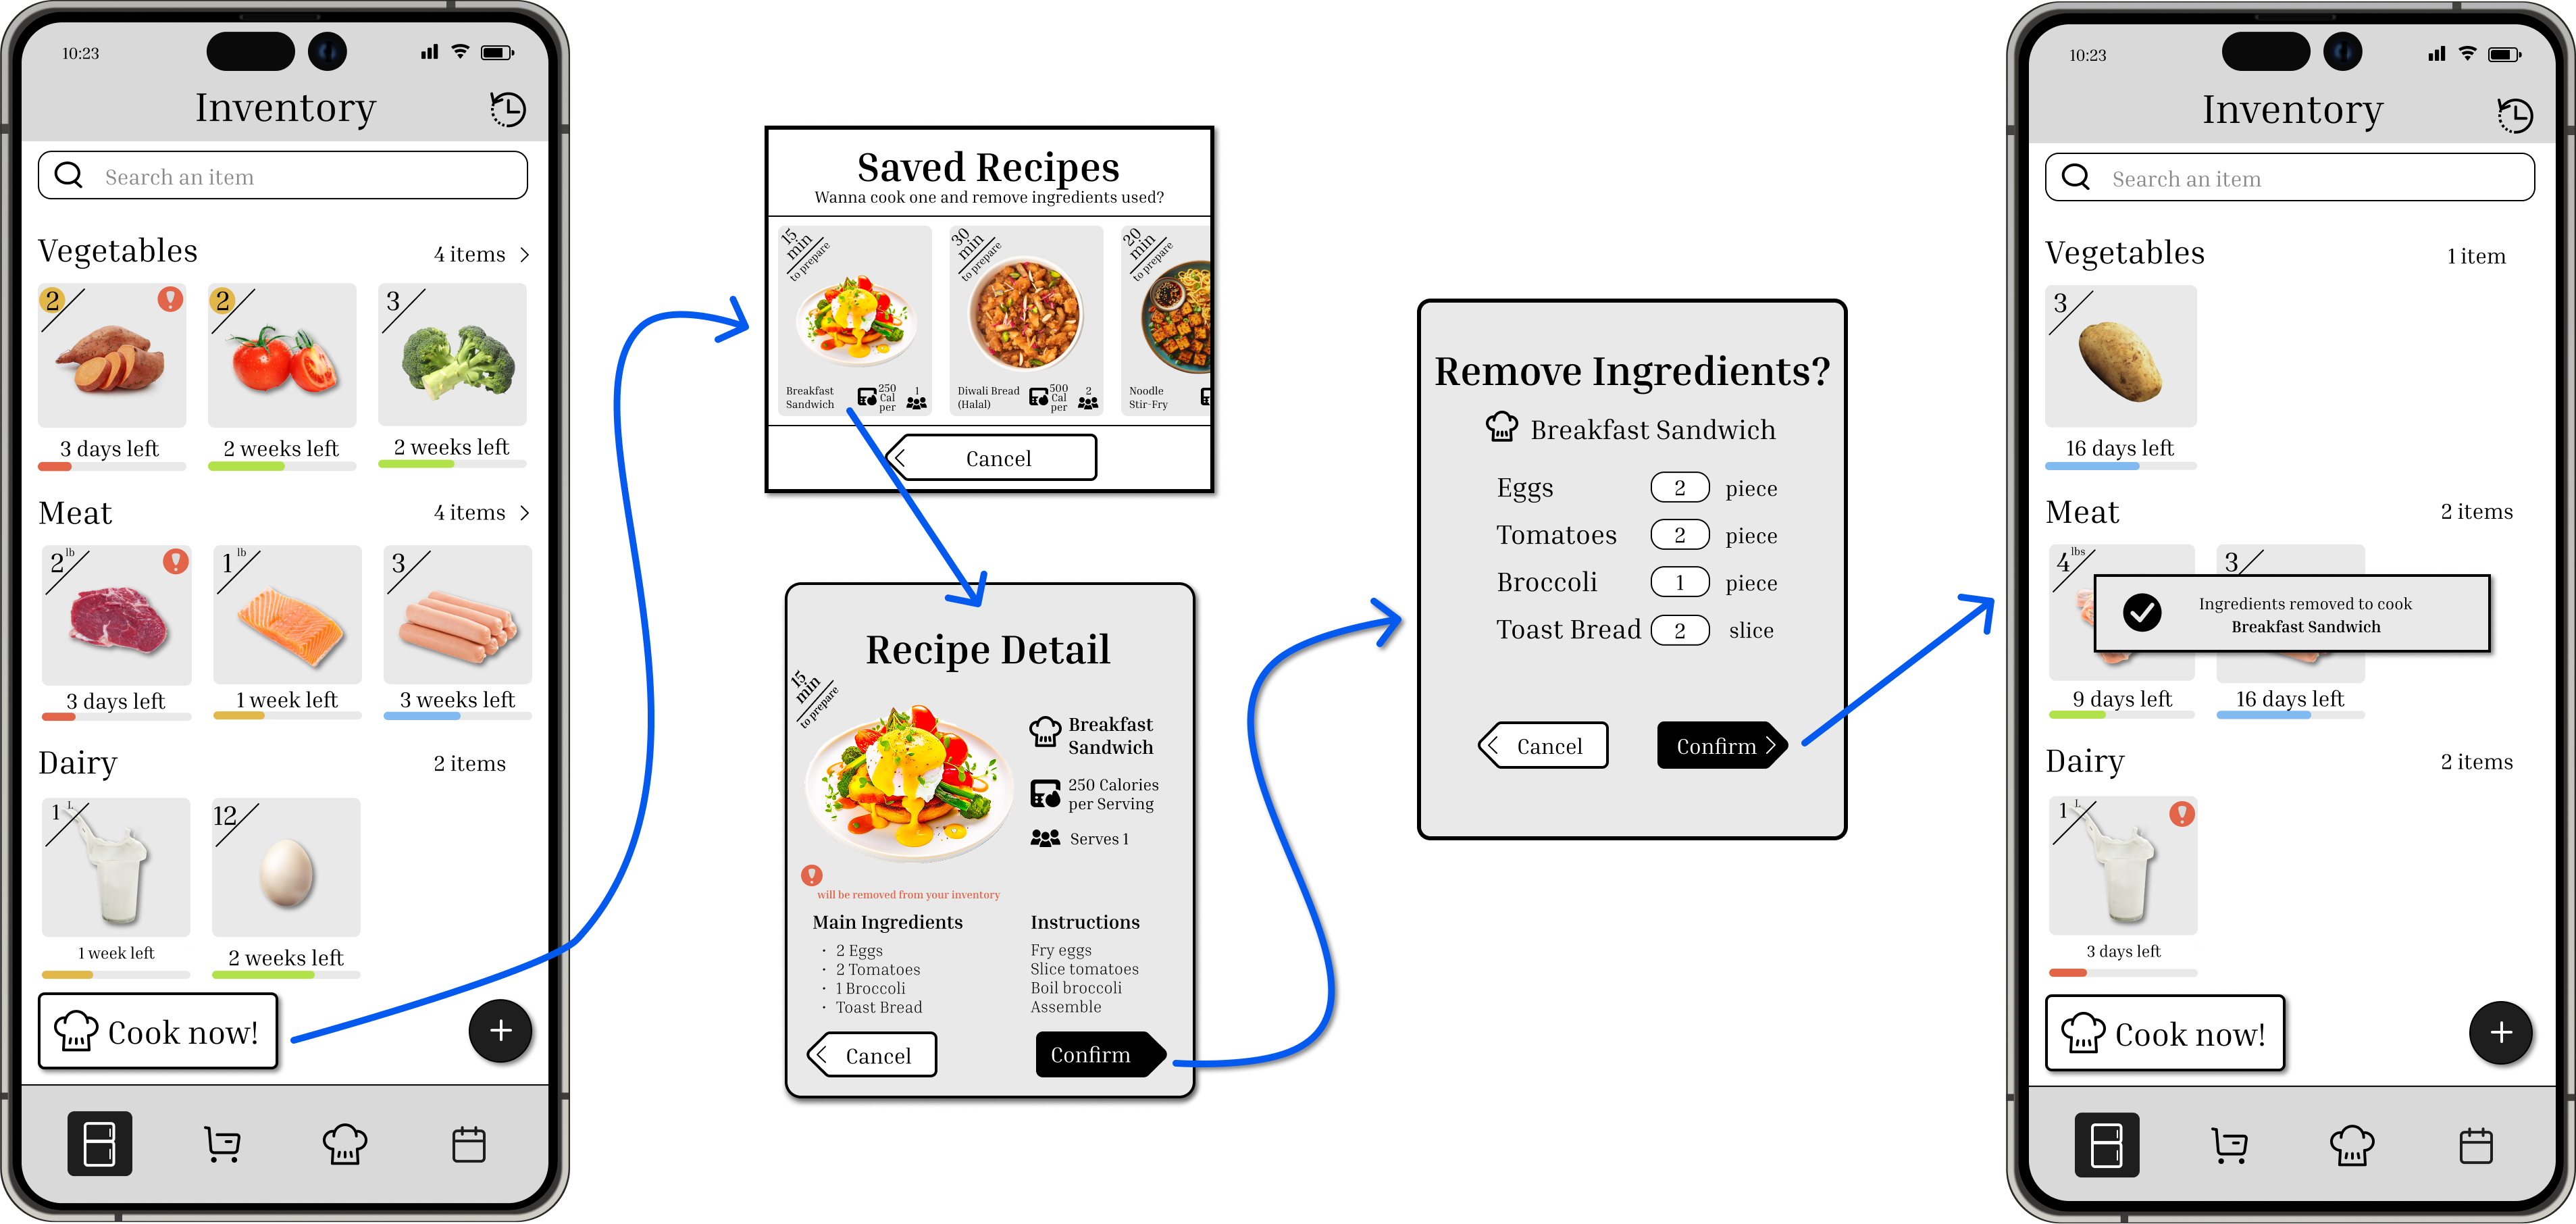 10:23
Inventory
Search an item
Vegetables
4 items
2
2
3
3 days left
2 weeks left
2 weeks left
Meat
4 items
2 lb
1 lb
3
3 days left
1 week left
3 weeks left
Dairy
2 items
1 L
12
1 week left
2 weeks left
Cook now!
Saved Recipes
Wanna cook one and remove ingredients used?
15
min
to prepare
30
min
to prepare
20
min
to prepare
Breakfast
Sandwich
250
Cal
per
1
Diwali Bread
(Halal)
500
Cal
per
2
Noodle
Stir-Fry
Cancel
Recipe Detail
15
min
to prepare
Breakfast
Sandwich
250 Calories
per Serving
Serves 1
will be removed from your inventory
Main Ingredients
· 2 Eggs
· 2 Tomatoes
· 1 Broccoli
· Toast Bread
Instructions
Fry eggs
Slice tomatoes
Boil broccoli
Assemble
Cancel
Confirm
Remove Ingredients?
Breakfast Sandwich
Eggs 2 piece
Tomatoes 2 piece
Broccoli 1 piece
Toast Bread 2 slice
Cancel
Confirm
10:23
Inventory
Search an item
Vegetables
1 item
3
16 days left
Meat
2 items
4 lbs
3
Ingredients removed to cook
Breakfast Sandwich
9 days left
16 days left
Dairy
2 items
1 L
3 days left
Cook now!